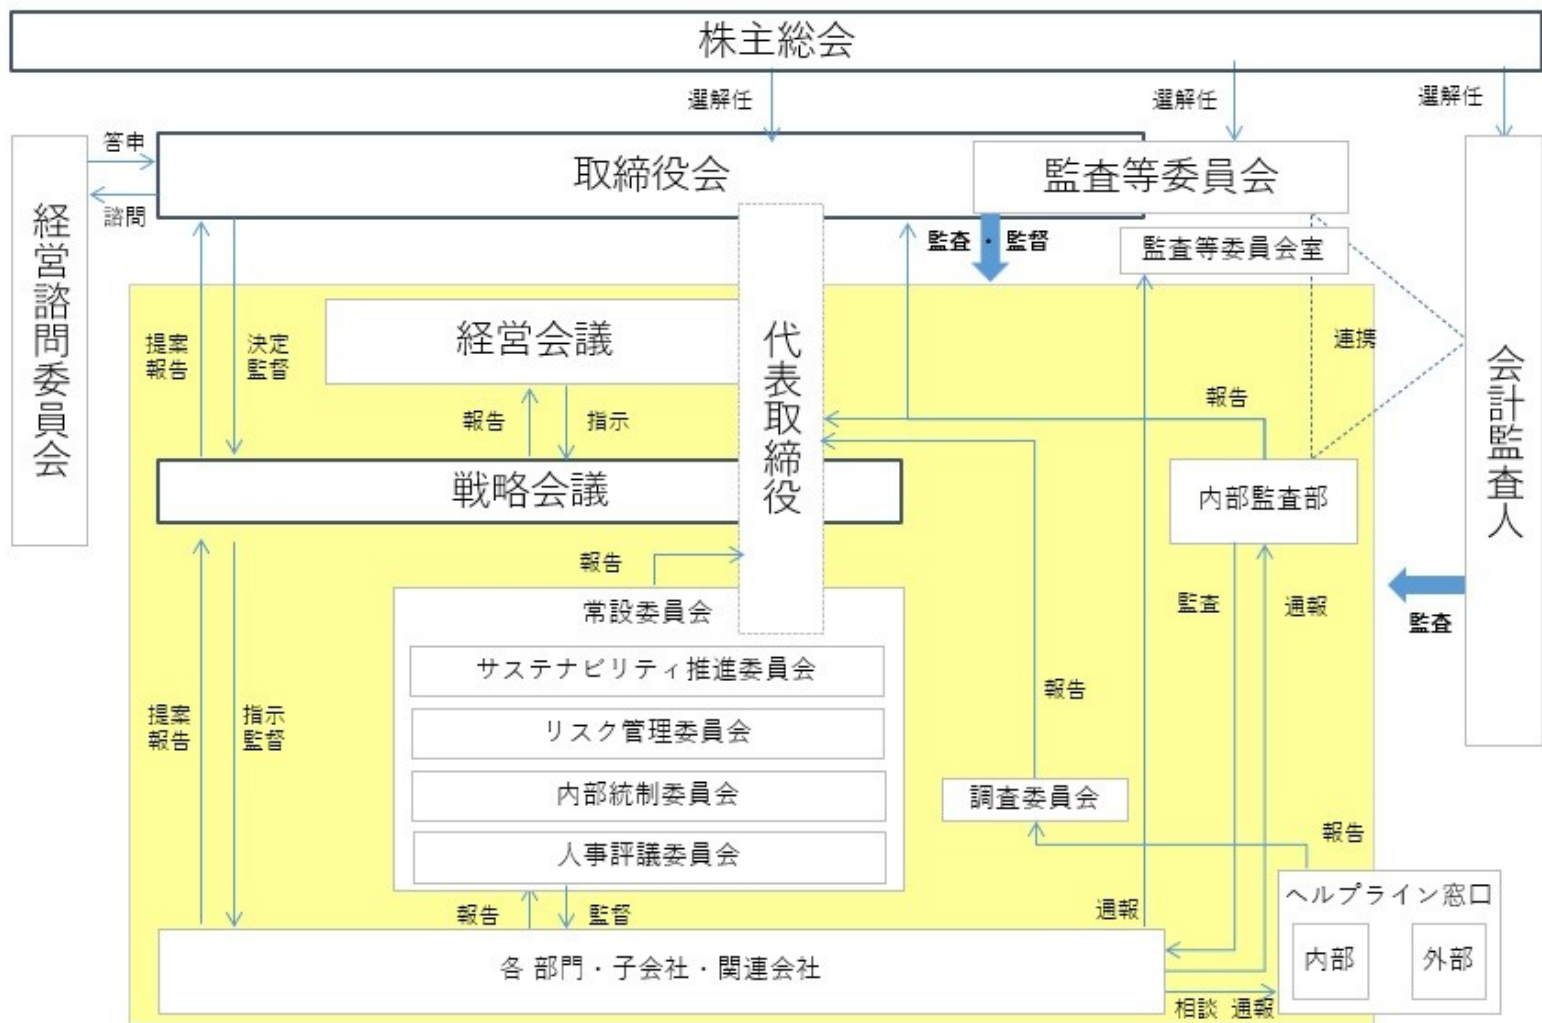 株主総会
選解任
選解任
選解任
答申
諮問
経営諮問委員会
取締役会
監査等委員会
監査・監督
監査等委員会室
会計監査人
提案
報告
決定
監督
経営会議
代表取締役
連携
報告
指示
報告
戦略会議
内部監査部
報告
常設委員会
監査
通報
監査
サステナビリティ推進委員会
提案
報告
指示
監督
リスク管理委員会
報告
内部統制委員会
調査委員会
人事評議委員会
報告
報告
監督
通報
ヘルプライン窓口
内部
外部
各 部門・子会社・関連会社
相談 通報